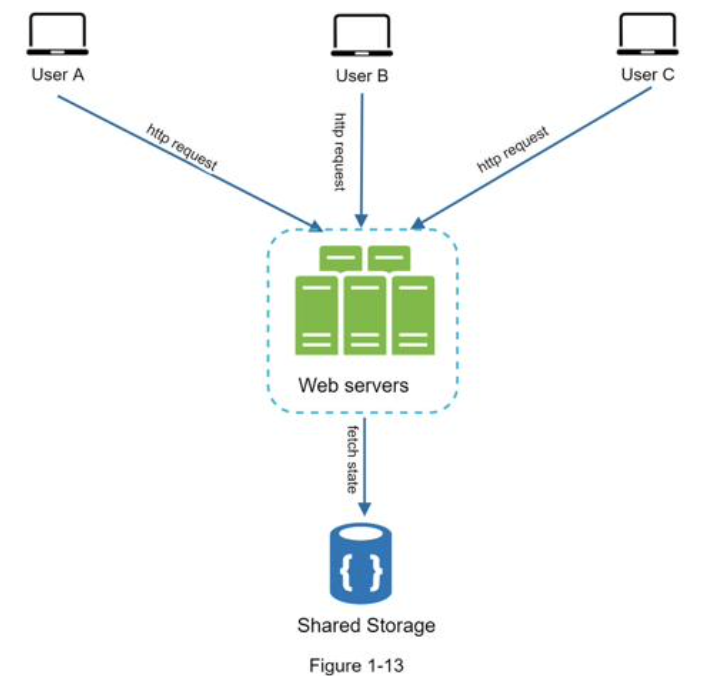 User A
User B
User C
http request
http request
http request
Web servers
fetch state
{ }
Shared Storage
Figure 1-13